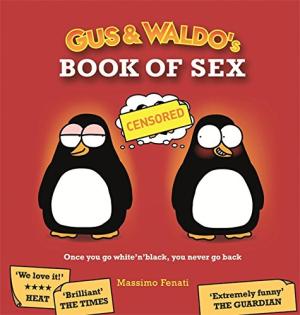 GUS & WALDO's
BOOK OF SEX
CENSORED
Once you go white'n'black, you never go back
Massimo Fenati
'We love it!'
★★★★
HEAT
'Brilliant'
THE TIMES
'Extremely funny'
THE GUARDIAN